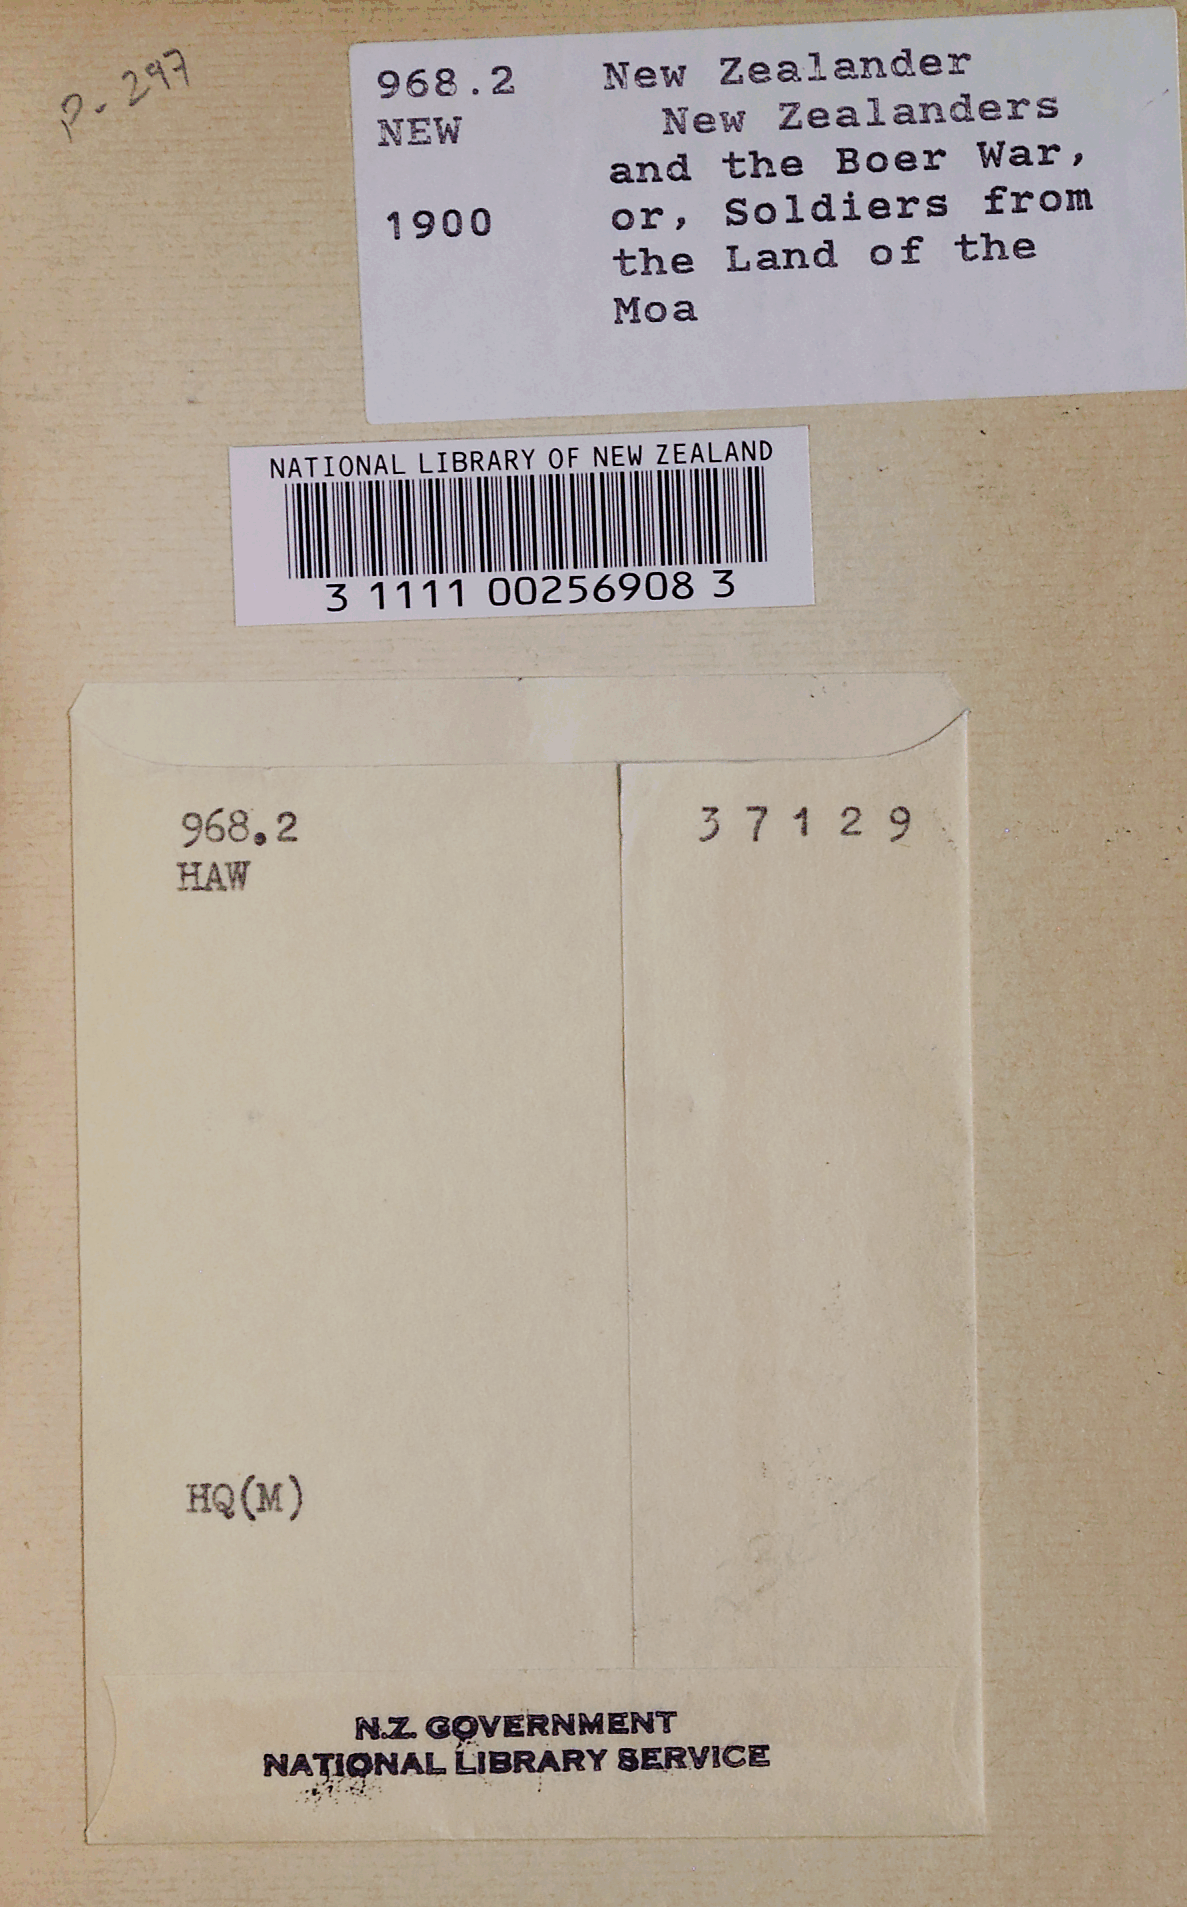 p. 297
968.2 New Zealander
NEW New Zealanders
and the Boer War,
1900 or, Soldiers from
the Land of the
Moa
NATIONAL LIBRARY OF NEW ZEALAND
3 1111 00256908 3
968.2 37129
HAW
HQ(M)
N.Z. GOVERNMENT
NATIONAL LIBRARY SERVICE